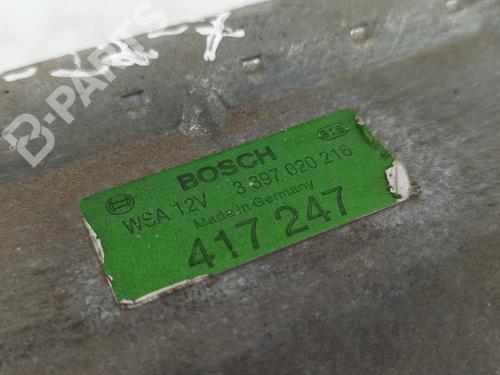 B-PARTS
BOSCH
WSA 12V 3 397 020 216
Made in Germany
417 247